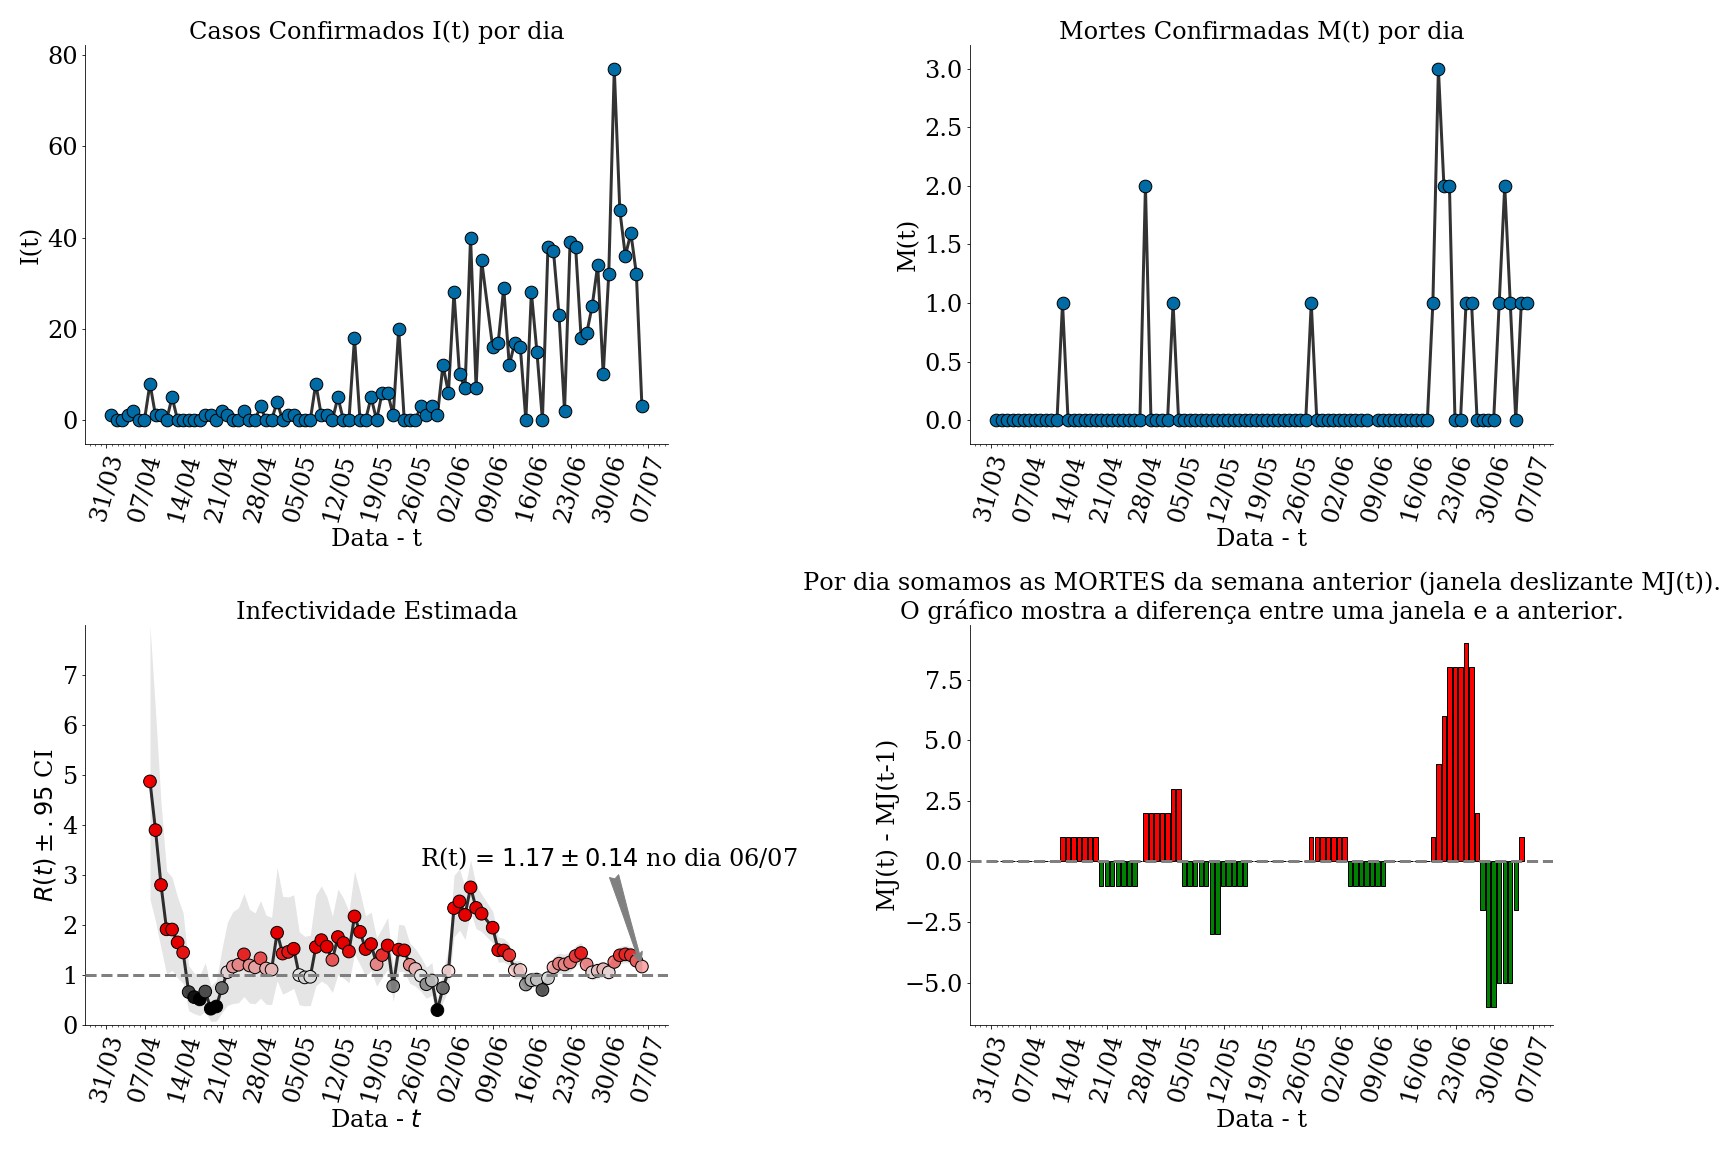 Casos Confirmados I(t) por dia
80
60
40
20
0
I(t)
31/03 07/04 14/04 21/04 28/04 05/05 12/05 19/05 26/05 02/06 09/06 16/06 23/06 30/06 07/07
Data - t
Mortes Confirmadas M(t) por dia
3.0
2.5
2.0
1.5
1.0
0.5
0.0
M(t)
31/03 07/04 14/04 21/04 28/04 05/05 12/05 19/05 26/05 02/06 09/06 16/06 23/06 30/06 07/07
Data - t
Infectividade Estimada
7
6
5
4
3
2
1
0
R(t) ± .95 CI
R(t) = 1.17 ± 0.14 no dia 06/07
31/03 07/04 14/04 21/04 28/04 05/05 12/05 19/05 26/05 02/06 09/06 16/06 23/06 30/06 07/07
Data - t
Por dia somamos as MORTES da semana anterior (janela deslizante MJ(t)).
O gráfico mostra a diferença entre uma janela e a anterior.
7.5
5.0
2.5
0.0
−2.5
−5.0
MJ(t) - MJ(t-1)
31/03 07/04 14/04 21/04 28/04 05/05 12/05 19/05 26/05 02/06 09/06 16/06 23/06 30/06 07/07
Data - t